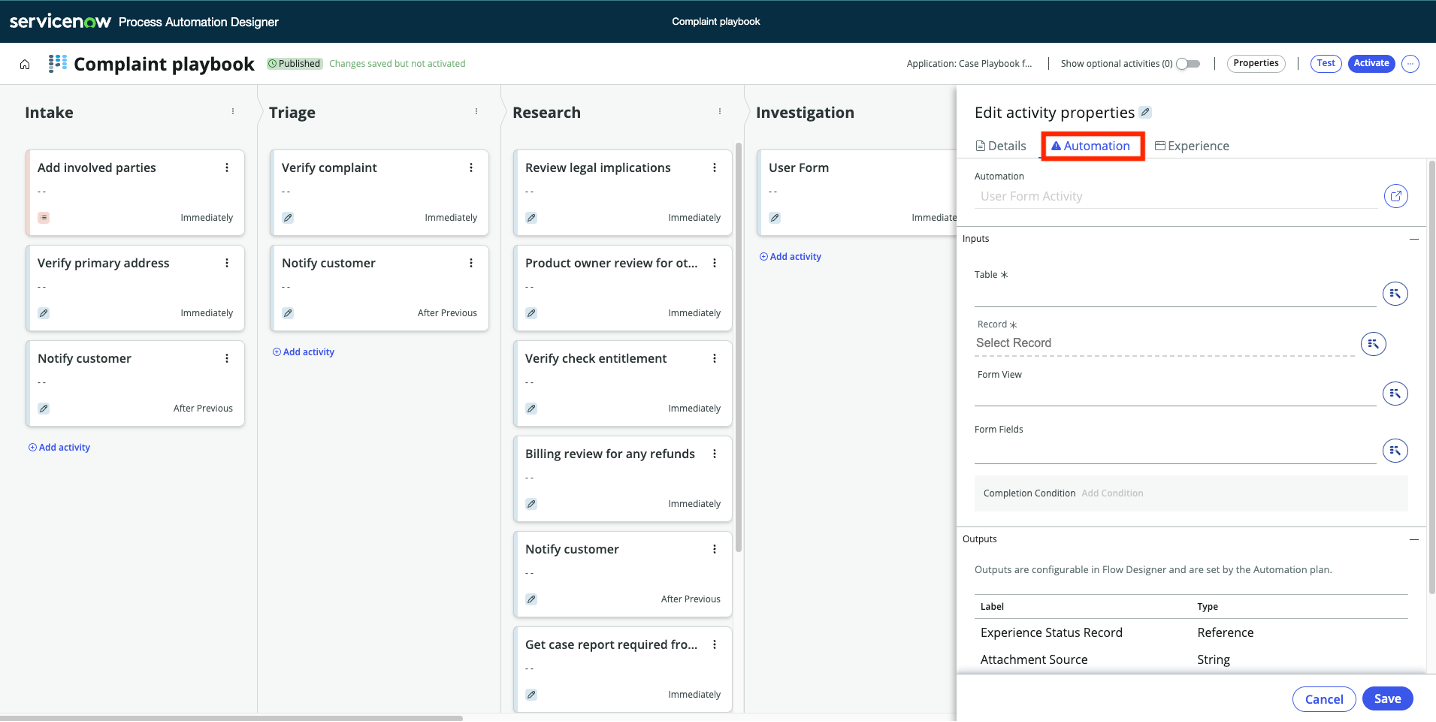 servicenow Process Automation Designer
Complaint playbook
Complaint playbook
Published
Changes saved but not activated
Application: Case Playbook f...
Show optional activities (0)
Properties
Test
Activate
Intake
Add involved parties
--
Immediately
Verify primary address
--
Immediately
Notify customer
--
After Previous
Add activity
Triage
Verify complaint
--
Immediately
Notify customer
--
After Previous
Add activity
Research
Review legal implications
--
Immediately
Product owner review for ot...
--
Immediately
Verify check entitlement
--
Immediately
Billing review for any refunds
--
Immediately
Notify customer
--
After Previous
Get case report required fro...
--
Immediately
Investigation
User Form
--
Immediate
Add activity
Edit activity properties
Details
Automation
Experience
Automation
User Form Activity
Inputs
Table *
Record *
Select Record
Form View
Form Fields
Completion Condition Add Condition
Outputs
Outputs are configurable in Flow Designer and are set by the Automation plan.
Label Type
Experience Status Record Reference
Attachment Source String
Cancel
Save